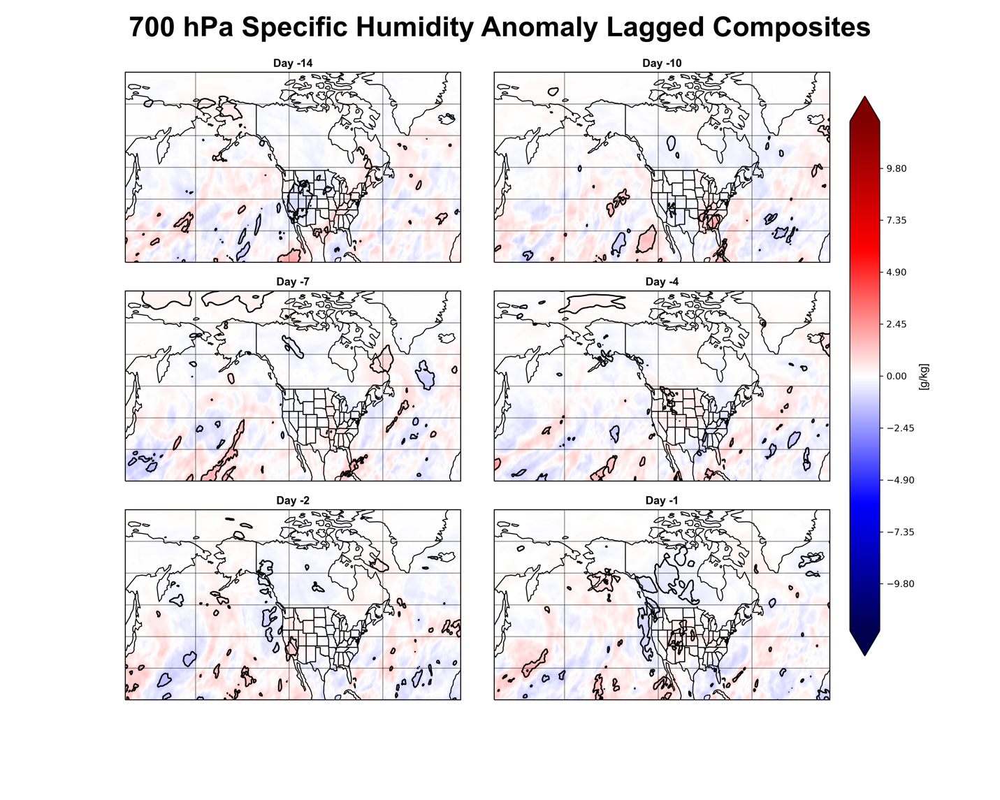 700 hPa Specific Humidity Anomaly Lagged Composites
Day -14
Day -10
Day -7
Day -4
Day -2
Day -1
9.80
7.35
4.90
2.45
0.00
−2.45
−4.90
−7.35
−9.80
[g/kg]